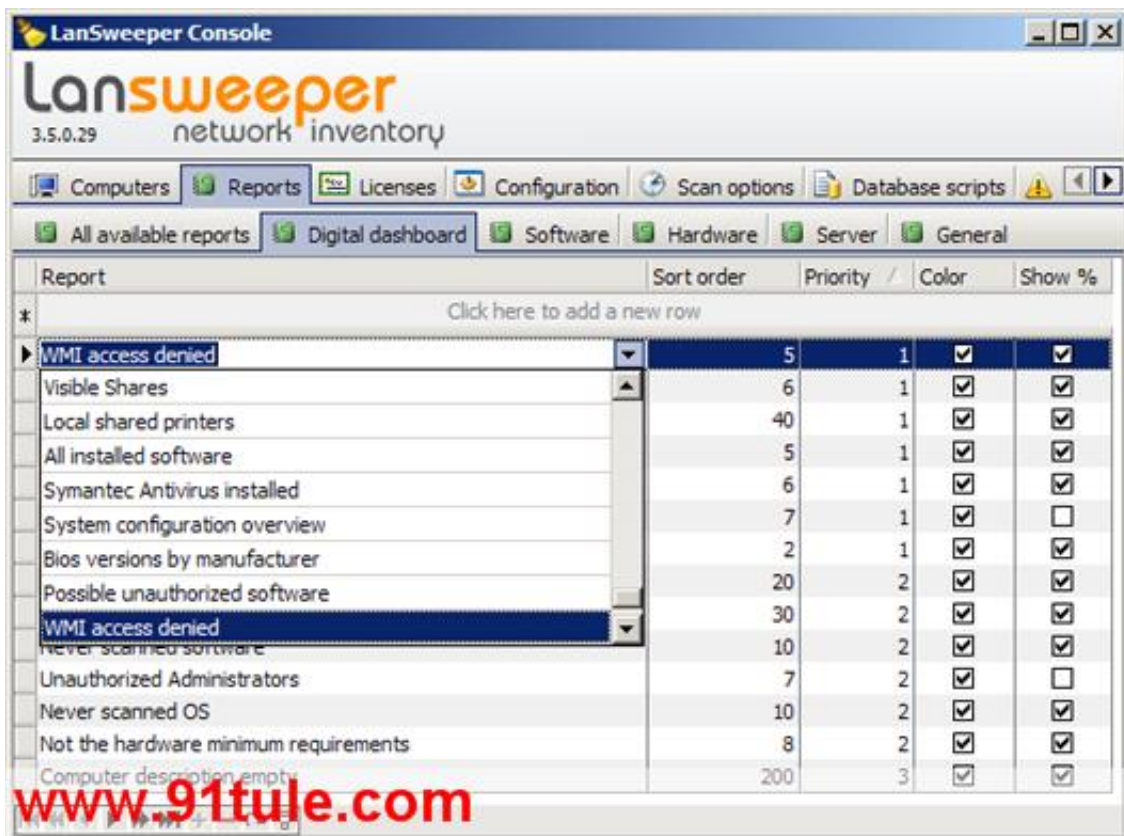 LanSweeper Console
Lansweeper
3.5.0.29 network inventory
Computers Reports Licenses Configuration Scan options Database scripts
All available reports Digital dashboard Software Hardware Server General
Report Sort order Priority Color Show %
* Click here to add a new row
WMI access denied 5 1
Visible Shares 6 1
Local shared printers 40 1
All installed software 5 1
Symantec Antivirus installed 6 1
System configuration overview 7 1
Bios versions by manufacturer 2 1
Possible unauthorized software 20 2
WMI access denied 30 2
Never scanned software 10 2
Unauthorized Administrators 7 2
Never scanned OS 10 2
Not the hardware minimum requirements 8 2
Computer description empty 200 3
www.91tule.com